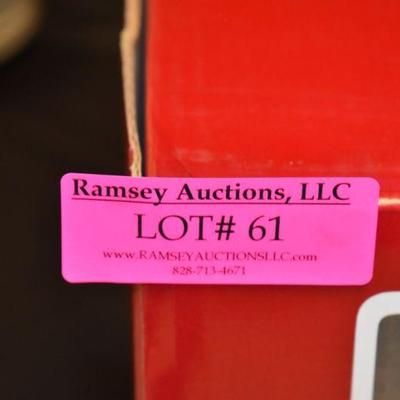 Ramsey Auctions, LLC
LOT# 61
www.RAMSEYAUCTIONSLLC.com
828-713-4671